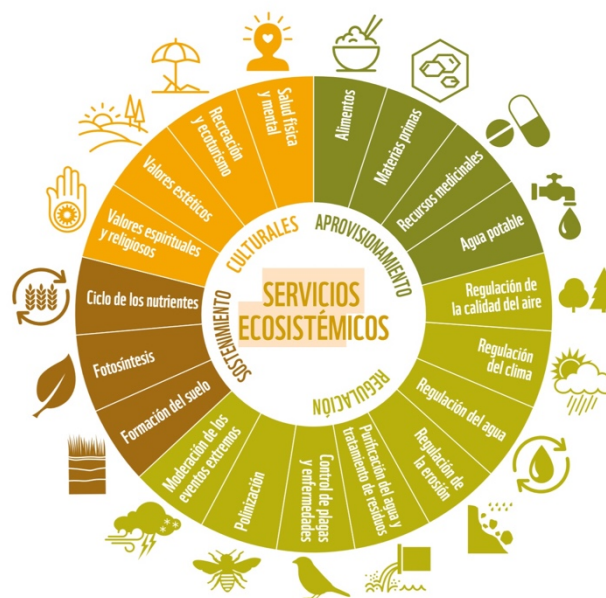 SERVICIOS
ECOSISTÉMICOS
APROVISIONAMIENTO
Alimentos
Materias primas
Recursos medicinales
Agua potable
REGULACIÓN
Regulación de
la calidad del aire
Regulación
del clima
Regulación del agua
Regulación de
la erosión
Purificación del agua y
tratamiento de residuos
Control de plagas
y enfermedades
Polinización
Moderación de los
eventos extremos
SOSTENIMIENTO
Formación del suelo
Fotosíntesis
Ciclo de los nutrientes
CULTURALES
Valores espirituales
y religiosos
Valores estéticos
Recreación
y ecoturismo
Salud física
y mental